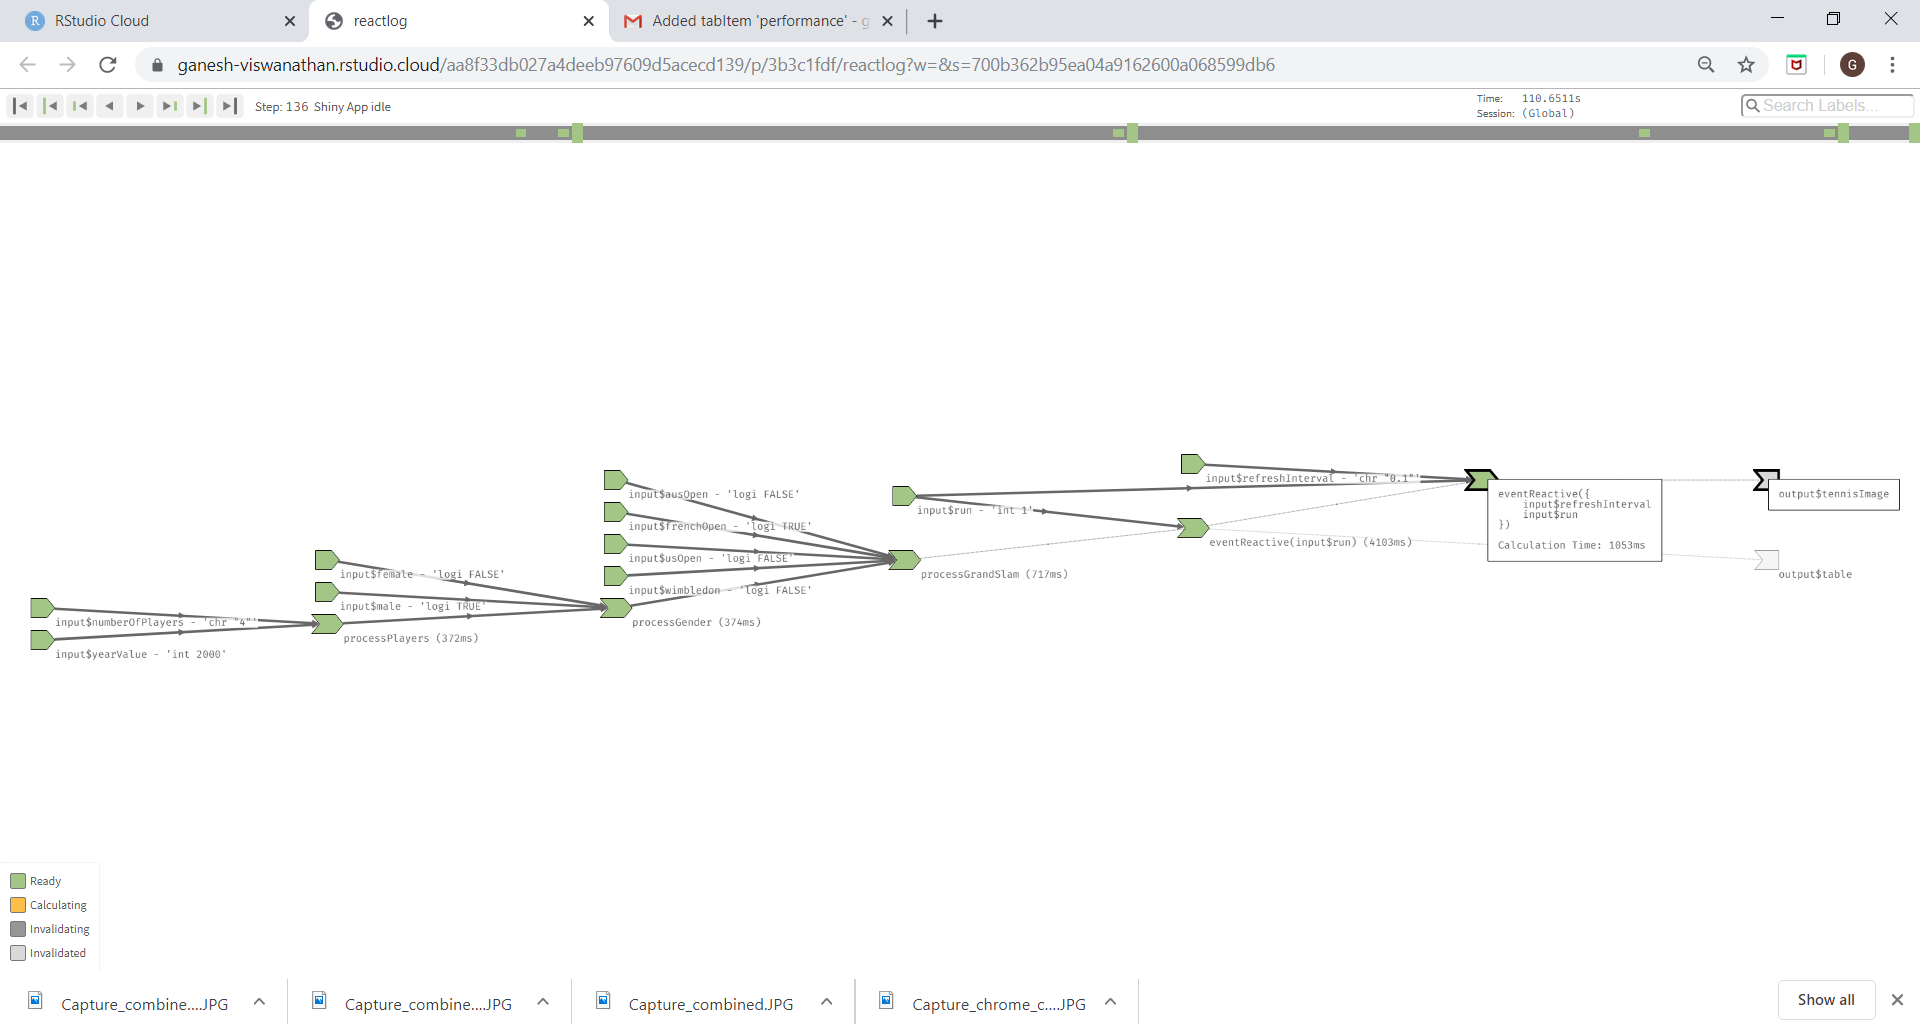 RStudio Cloud
reactlog
Added tabItem 'performance' - g
ganesh-viswanathan.rstudio.cloud/aa8f33db027a4deeb97609d5acecd139/p/3b3c1fdf/reactlog?w=&s=700b362b95ea04a9162600a068599db6
G
Step: 136 Shiny App idle
Time: 110.6511s
Session: (Global)
Search Labels...
input$refreshInterval - 'chr "0.1"'
eventReactive({
input$refreshInterval
input$run
})
Calculation Time: 1053ms
output$tennisImage
input$ausOpen - 'logi FALSE'
input$run - 'int 1'
input$frenchOpen - 'logi TRUE'
eventReactive(input$run) (4103ms)
input$usOpen - 'logi FALSE'
input$female - 'logi FALSE'
processGrandSlam (717ms)
output$table
input$wimbledon - 'logi FALSE'
input$male - 'logi TRUE'
input$numberOfPlayers - 'chr "4"'
processGender (374ms)
processPlayers (372ms)
input$yearValue - 'int 2000'
Ready
Calculating
Invalidating
Invalidated
Capture_combine....JPG
Capture_combine....JPG
Capture_combined.JPG
Capture_chrome_c....JPG
Show all